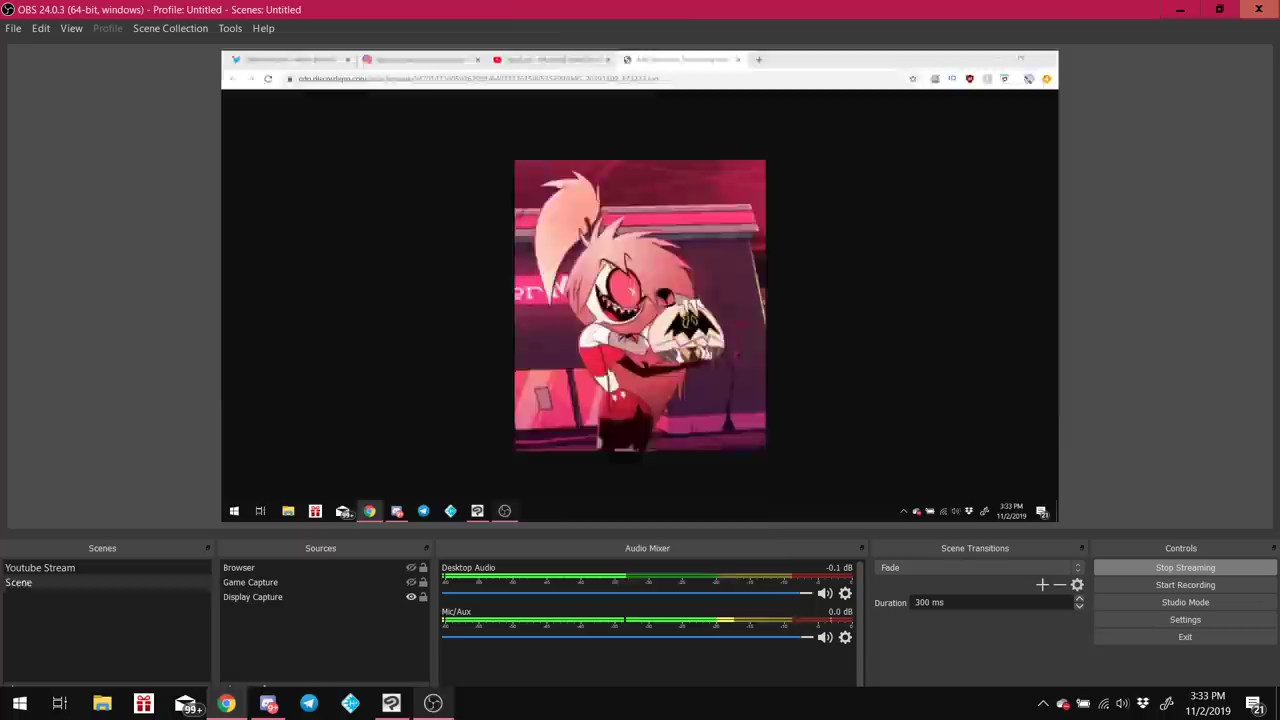 OBS 24.0.3 (64-bit, windows) - Profile: Untitled - Scenes: Untitled
File Edit View Profile Scene Collection Tools Help
3:33 PM
11/2/2019
99+
21
Scenes Sources Audio Mixer Scene Transitions Controls
Youtube Stream
Scene
Browser
Game Capture
Display Capture
Desktop Audio -0.1 dB
Mic/Aux 0.0 dB
Fade
Duration 300 ms
Stop Streaming
Start Recording
Studio Mode
Settings
Exit
99+
3:33 PM
11/2/2019
21